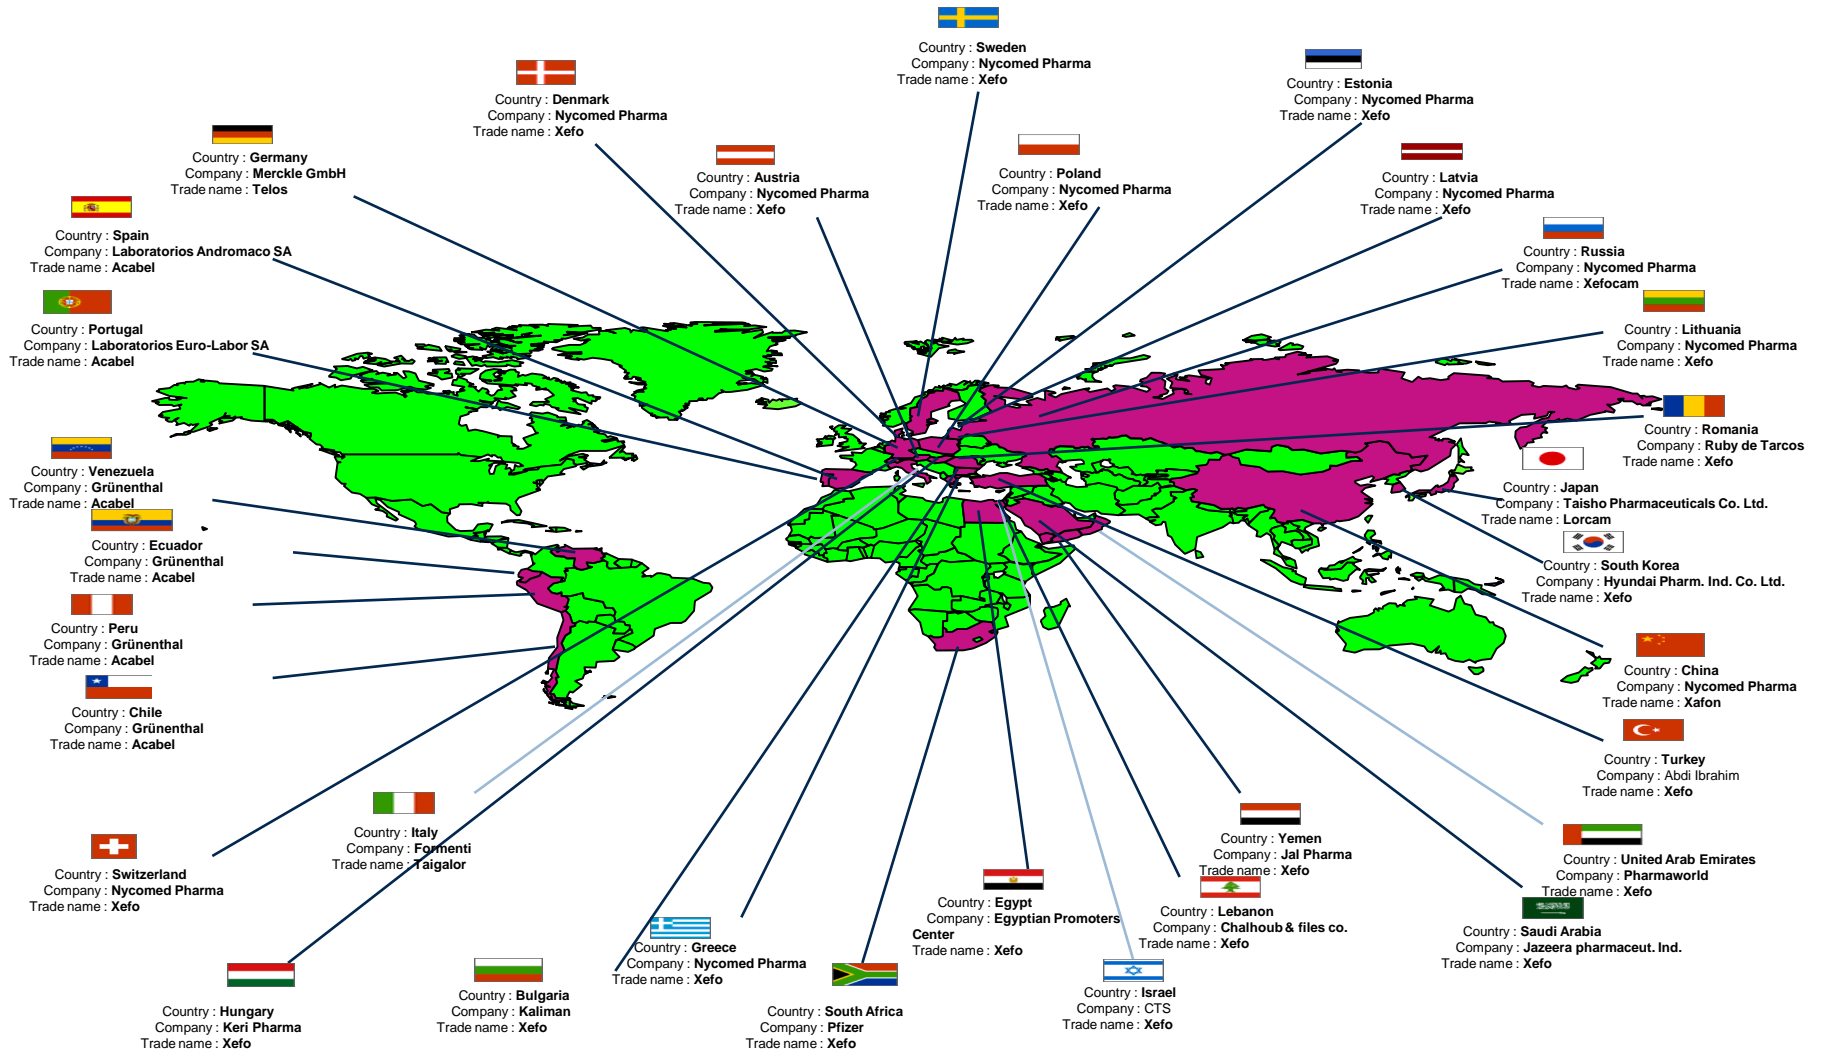 Country : Sweden
Company : Nycomed Pharma
Trade name : Xefo
Country : Denmark
Company : Nycomed Pharma
Trade name : Xefo
Country : Estonia
Company : Nycomed Pharma
Trade name : Xefo
Country : Germany
Company : Merckle GmbH
Trade name : Telos
Country : Austria
Company : Nycomed Pharma
Trade name : Xefo
Country : Poland
Company : Nycomed Pharma
Trade name : Xefo
Country : Latvia
Company : Nycomed Pharma
Trade name : Xefo
Country : Spain
Company : Laboratorios Andromaco SA
Trade name : Acabel
Country : Russia
Company : Nycomed Pharma
Trade name : Xefocam
Country : Portugal
Company : Laboratorios Euro-Labor SA
Trade name : Acabel
Country : Lithuania
Company : Nycomed Pharma
Trade name : Xefo
Country : Romania
Company : Ruby de Tarcos
Trade name : Xefo
Country : Venezuela
Company : Grünenthal
Trade name : Acabel
Country : Japan
Company : Taisho Pharmaceuticals Co. Ltd.
Trade name : Lorcam
Country : Ecuador
Company : Grünenthal
Trade name : Acabel
Country : South Korea
Company : Hyundai Pharm. Ind. Co. Ltd.
Trade name : Xefo
Country : Peru
Company : Grünenthal
Trade name : Acabel
Country : China
Company : Nycomed Pharma
Trade name : Xafon
Country : Chile
Company : Grünenthal
Trade name : Acabel
Country : Turkey
Company : Abdi Ibrahim
Trade name : Xefo
Country : Italy
Company : Formenti
Trade name : Taigalor
Country : Yemen
Company : Jal Pharma
Trade name : Xefo
Country : United Arab Emirates
Company : Pharmaworld
Trade name : Xefo
Country : Switzerland
Company : Nycomed Pharma
Trade name : Xefo
Country : Egypt
Company : Egyptian Promoters
Center
Trade name : Xefo
Country : Lebanon
Company : Chalhoub & files co.
Trade name : Xefo
Country : Saudi Arabia
Company : Jazeera pharmaceut. Ind.
Trade name : Xefo
Country : Greece
Company : Nycomed Pharma
Trade name : Xefo
Country : Israel
Company : CTS
Trade name : Xefo
Country : Bulgaria
Company : Kaliman
Trade name : Xefo
Country : Hungary
Company : Keri Pharma
Trade name : Xefo
Country : South Africa
Company : Pfizer
Trade name : Xefo